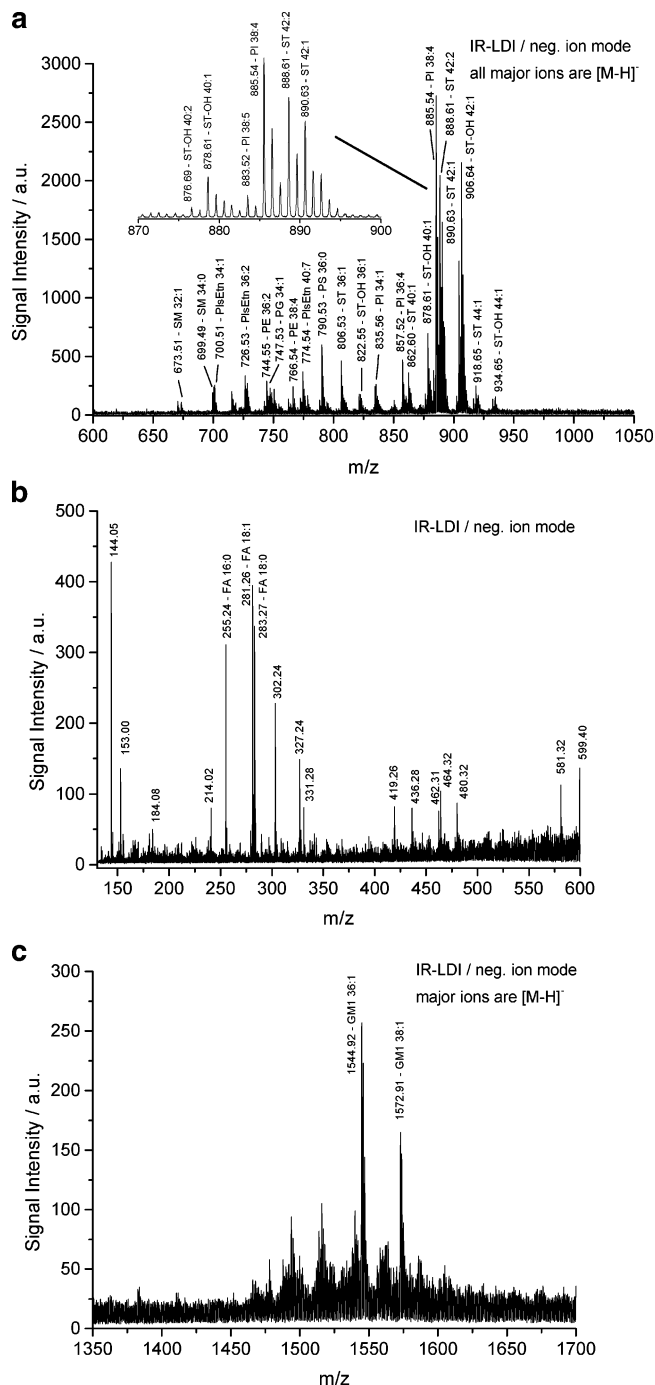 a
IR-LDI / neg. ion mode
all major ions are [M-H]-
Signal Intensity / a.u.
3000
2500
2000
1500
1000
500
0
876.69 - ST-OH 40:2
878.61 - ST-OH 40:1
883.52 - PI 38:5
885.54 - PI 38:4
888.61 - ST 42:2
890.63 - ST 42:1
870 880 890 900
673.51 - SM 32:1
699.49 - SM 34:0
700.51 - PlsEtn 34:1
726.53 - PlsEtn 36:2
744.55 - PE 36:2
747.53 - PG 34:1
766.54 - PE 38:4
774.54 - PlsEtn 40:7
790.53 - PS 36:0
806.53 - ST 36:1
822.55 - ST-OH 36:1
835.56 - PI 34:1
857.52 - PI 36:4
862.60 - ST 40:1
878.61 - ST-OH 40:1
885.54 - PI 38:4
888.61 - ST 42:2
890.63 - ST 42:1
906.64 - ST-OH 42:1
918.65 - ST 44:1
934.65 - ST-OH 44:1
600 650 700 750 800 850 900 950 1000 1050
m/z
b
IR-LDI / neg. ion mode
Signal Intensity / a.u.
500
400
300
200
100
0
144.05
153.00
184.08
214.02
255.24 - FA 16:0
281.26 - FA 18:1
283.27 - FA 18:0
302.24
327.24
331.28
419.26
436.28
462.31
464.32
480.32
581.32
599.40
150 200 250 300 350 400 450 500 550 600
m/z
c
IR-LDI / neg. ion mode
major ions are [M-H]-
Signal Intensity / a.u.
300
250
200
150
100
50
0
1544.92 - GM1 36:1
1572.91 - GM1 38:1
1350 1400 1450 1500 1550 1600 1650 1700
m/z